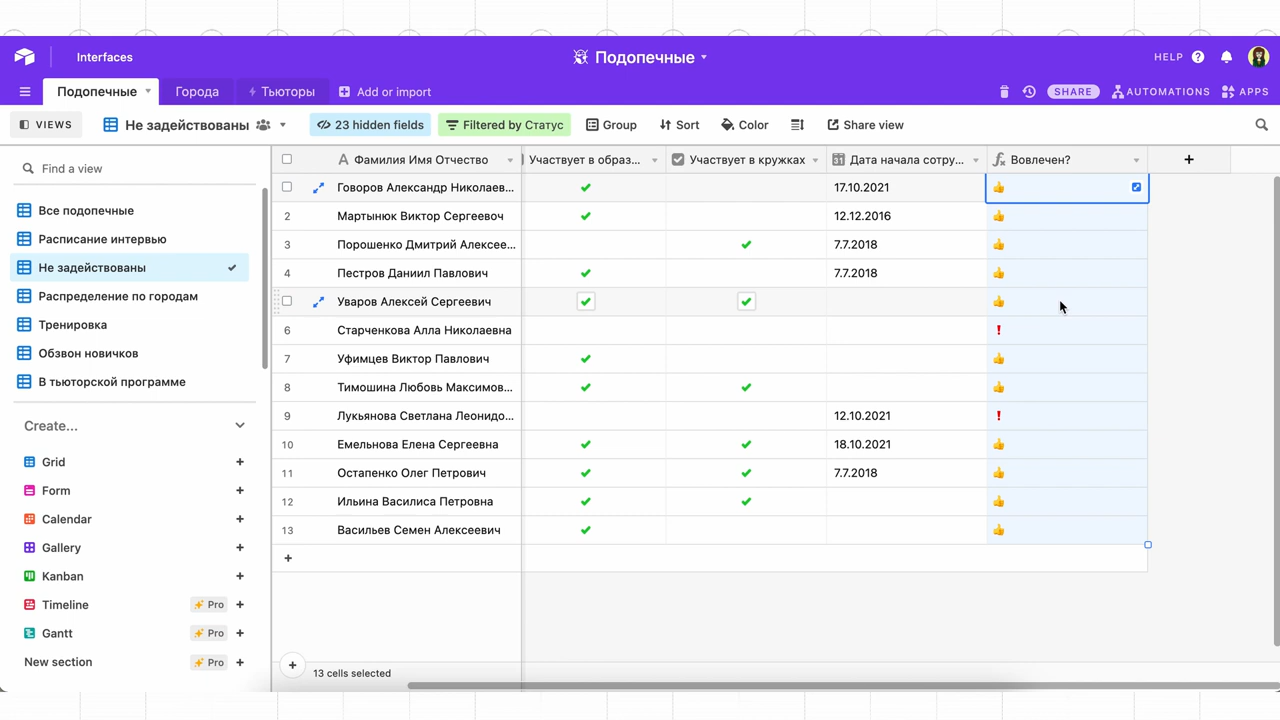 Interfaces
Подопечные
HELP
Подопечные
Города
Тьюторы
Add or import
SHARE
AUTOMATIONS
APPS
VIEWS
Не задействованы
23 hidden fields
Filtered by Статус
Group
Sort
Color
Share view
Find a view
Все подопечные
Расписание интервью
Не задействованы
Распределение по городам
Тренировка
Обзвон новичков
В тьюторской программе
Create...
Grid
Form
Calendar
Gallery
Kanban
Timeline Pro
Gantt Pro
New section Pro
Фамилия Имя Отчество Участвует в образ... Участвует в кружках Дата начала сотру... Вовлечен?
Говоров Александр Николаев... 17.10.2021
2 Мартынюк Виктор Сергеевоч 12.12.2016
3 Порошенко Дмитрий Алексее... 7.7.2018
4 Пестров Даниил Павлович 7.7.2018
Уваров Алексей Сергеевич
6 Старченкова Алла Николаевна
7 Уфимцев Виктор Павлович
8 Тимошина Любовь Максимов...
9 Лукьянова Светлана Леонидо... 12.10.2021
10 Емельнова Елена Сергеевна 18.10.2021
11 Остапенко Олег Петрович 7.7.2018
12 Ильина Василиса Петровна
13 Васильев Семен Алексеевич
13 cells selected